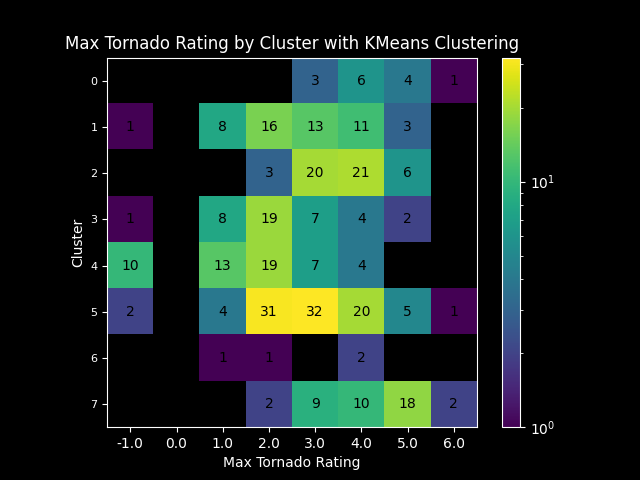 Max Tornado Rating by Cluster with KMeans Clustering
0 3 6 4 1
1 1 8 16 13 11 3
2 3 20 21 6
3 1 8 19 7 4 2
4 10 13 19 7 4
5 2 4 31 32 20 5 1
6 1 1 2
7 2 9 10 18 2
-1.0 0.0 1.0 2.0 3.0 4.0 5.0 6.0
Max Tornado Rating
Cluster
10¹
10⁰